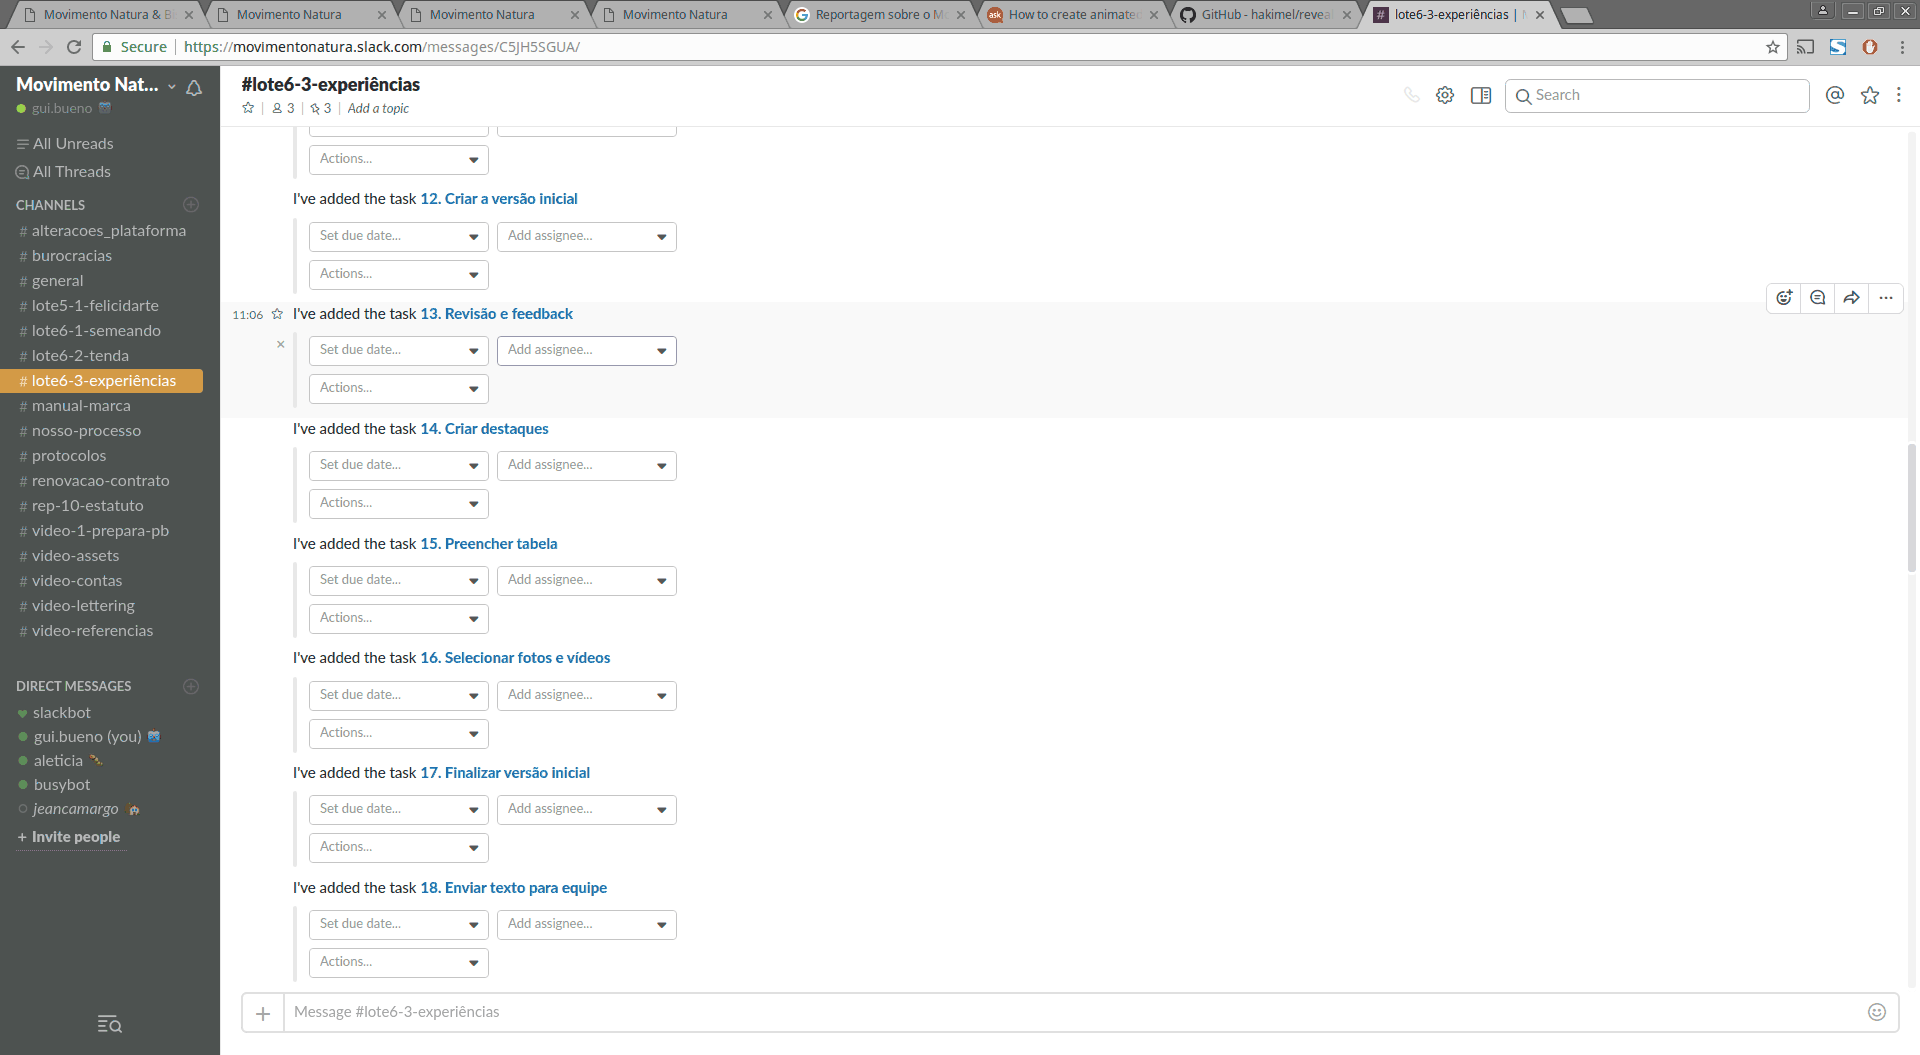 Movimento Natura & B
Movimento Natura
Movimento Natura
Movimento Natura
Reportagem sobre o M
How to create animate
GitHub - hakimel/revea
lote6-3-experiências |
Secure
https://movimentonatura.slack.com/messages/C5JH5SGUA/
Movimento Nat...
gui.bueno
All Unreads
All Threads
CHANNELS
# alteracoes_plataforma
# burocracias
# general
# lote5-1-felicidarte
# lote6-1-semeando
# lote6-2-tenda
# lote6-3-experiências
# manual-marca
# nosso-processo
# protocolos
# renovacao-contrato
# rep-10-estatuto
# video-1-prepara-pb
# video-assets
# video-contas
# video-lettering
# video-referencias
DIRECT MESSAGES
slackbot
gui.bueno (you)
aleticia
busybot
jeancamargo
+ Invite people
#lote6-3-experiências
3 | 3 | Add a topic
Search
Actions...
I've added the task 12. Criar a versão inicial
Set due date... Add assignee...
Actions...
11:06 I've added the task 13. Revisão e feedback
Set due date... Add assignee...
Actions...
I've added the task 14. Criar destaques
Set due date... Add assignee...
Actions...
I've added the task 15. Preencher tabela
Set due date... Add assignee...
Actions...
I've added the task 16. Selecionar fotos e vídeos
Set due date... Add assignee...
Actions...
I've added the task 17. Finalizar versão inicial
Set due date... Add assignee...
Actions...
I've added the task 18. Enviar texto para equipe
Set due date... Add assignee...
Actions...
Message #lote6-3-experiências